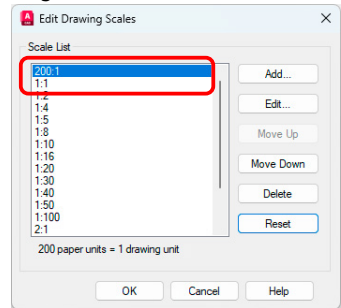 Edit Drawing Scales
Scale List
200:1
1:1
1:2
1:4
1:5
1:8
1:10
1:16
1:20
1:30
1:40
1:50
1:100
2:1
Add...
Edit...
Move Up
Move Down
Delete
Reset
200 paper units = 1 drawing unit
OK Cancel Help